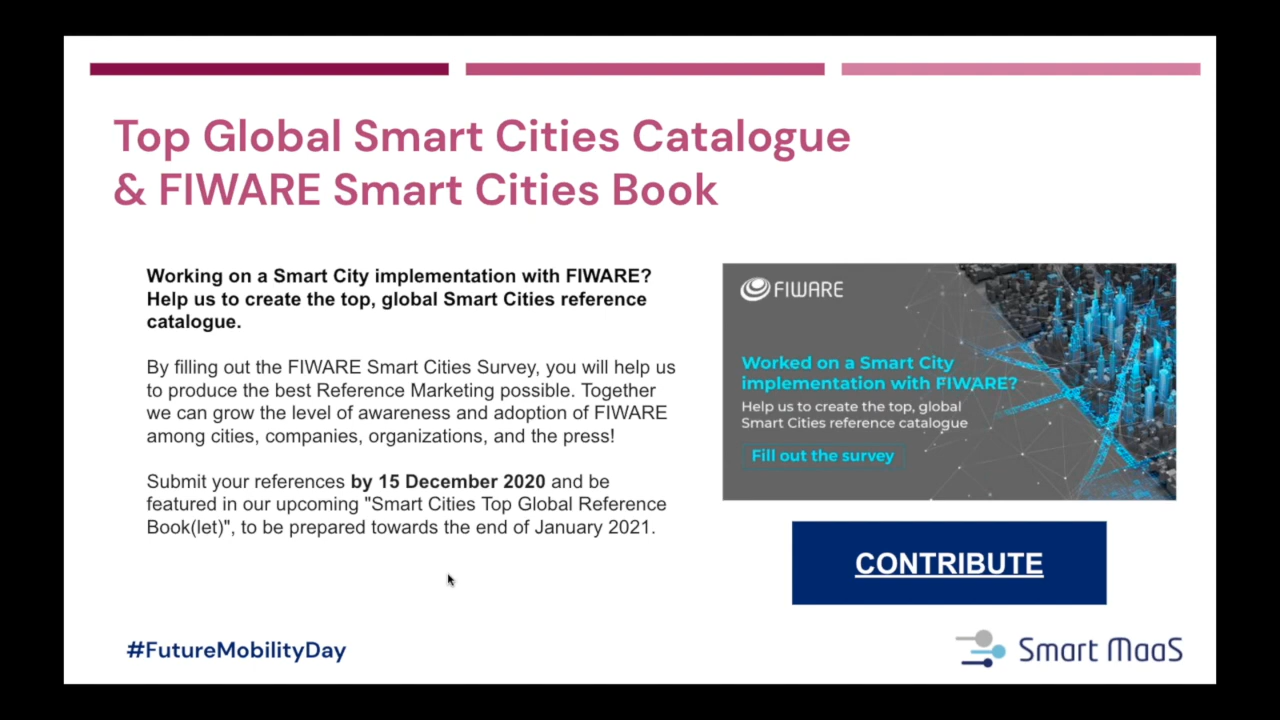 Top Global Smart Cities Catalogue
& FIWARE Smart Cities Book
Working on a Smart City implementation with FIWARE?
Help us to create the top, global Smart Cities reference
catalogue.
By filling out the FIWARE Smart Cities Survey, you will help us
to produce the best Reference Marketing possible. Together
we can grow the level of awareness and adoption of FIWARE
among cities, companies, organizations, and the press!
Submit your references by 15 December 2020 and be
featured in our upcoming "Smart Cities Top Global Reference
Book(let)", to be prepared towards the end of January 2021.
FIWARE
Worked on a Smart City
implementation with FIWARE?
Help us to create the top, global
Smart Cities reference catalogue
Fill out the survey
CONTRIBUTE
#FutureMobilityDay
Smart MaaS